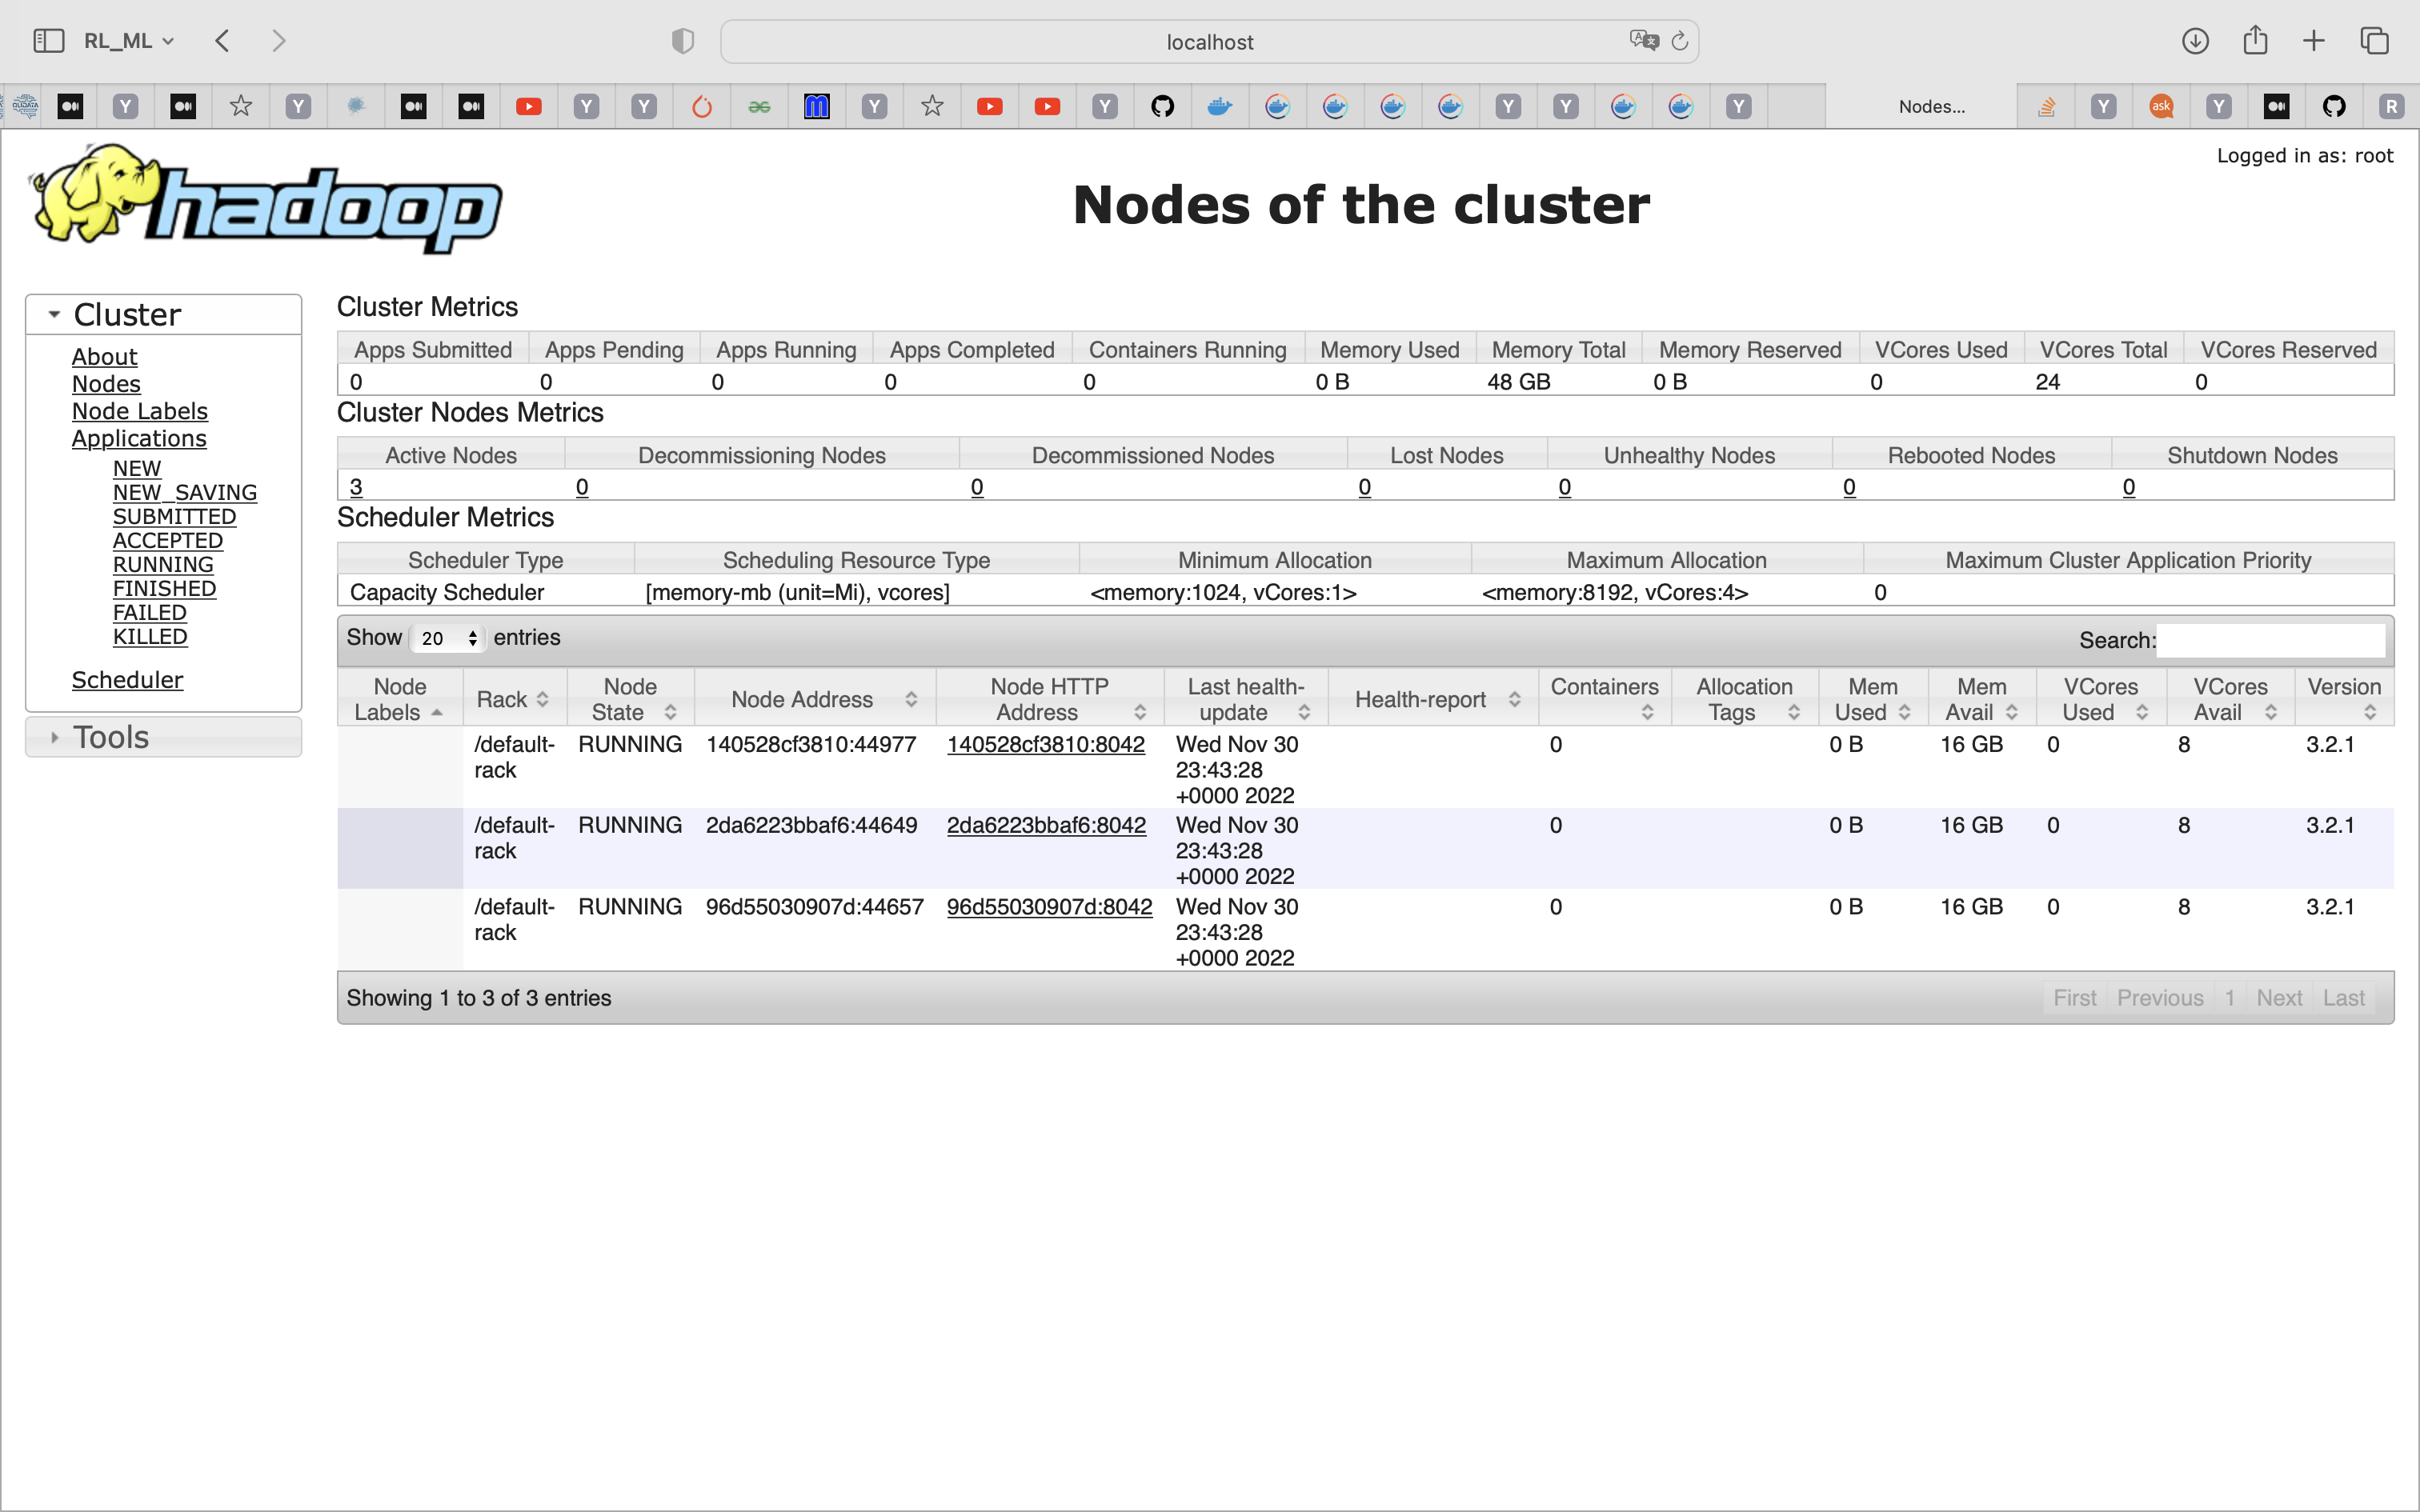 RL_ML
localhost
Nodes...
ask
Y
R
Logged in as: root
hadoop
Nodes of the cluster
Cluster
About
Nodes
Node Labels
Applications
NEW
NEW_SAVING
SUBMITTED
ACCEPTED
RUNNING
FINISHED
FAILED
KILLED
Scheduler
Tools
Cluster Metrics
Apps Submitted Apps Pending Apps Running Apps Completed Containers Running Memory Used Memory Total Memory Reserved VCores Used VCores Total VCores Reserved
0 0 0 0 0 0 B 48 GB 0 B 0 24 0
Cluster Nodes Metrics
Active Nodes Decommissioning Nodes Decommissioned Nodes Lost Nodes Unhealthy Nodes Rebooted Nodes Shutdown Nodes
3 0 0 0 0 0 0
Scheduler Metrics
Scheduler Type Scheduling Resource Type Minimum Allocation Maximum Allocation Maximum Cluster Application Priority
Capacity Scheduler [memory-mb (unit=Mi), vcores] <memory:1024, vCores:1> <memory:8192, vCores:4> 0
Show 20 entries Search:
Node Labels Rack Node State Node Address Node HTTP Address Last health-update Health-report Containers Allocation Tags Mem Used Mem Avail VCores Used VCores Avail Version
/default-rack RUNNING 140528cf3810:44977 140528cf3810:8042 Wed Nov 30 23:43:28 +0000 2022 0 0 B 16 GB 0 8 3.2.1
/default-rack RUNNING 2da6223bbaf6:44649 2da6223bbaf6:8042 Wed Nov 30 23:43:28 +0000 2022 0 0 B 16 GB 0 8 3.2.1
/default-rack RUNNING 96d55030907d:44657 96d55030907d:8042 Wed Nov 30 23:43:28 +0000 2022 0 0 B 16 GB 0 8 3.2.1
Showing 1 to 3 of 3 entries First Previous 1 Next Last